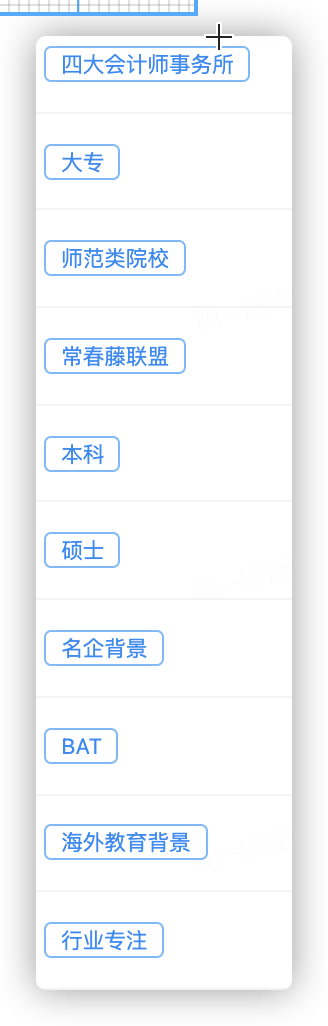 四大会计师事务所
大专
师范类院校
常春藤联盟
本科
硕士
名企背景
BAT
海外教育背景
行业专注